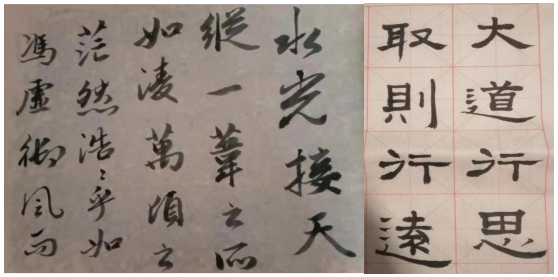 水光接天
縱一葦之所
如凌萬頃之
茫然浩浩乎如
馮虛御風而
大道行思
取則行遠